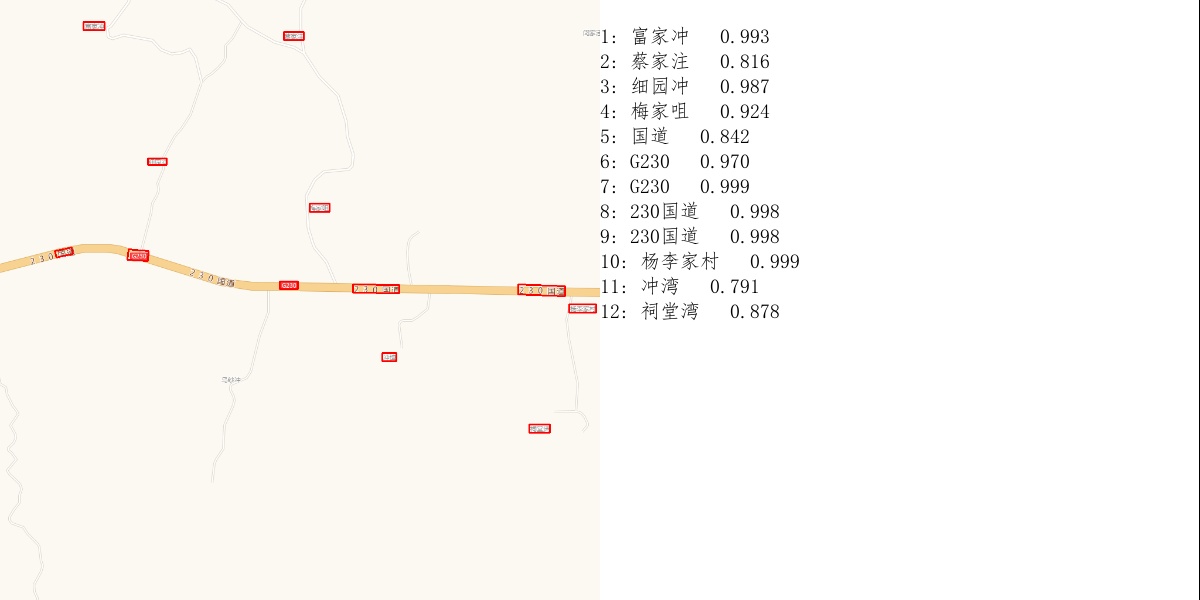 1: 富家冲 0.993
2: 蔡家注 0.816
3: 细园冲 0.987
4: 梅家咀 0.924
5: 国道 0.842
6: G230 0.970
7: G230 0.999
8: 230国道 0.998
9: 230国道 0.998
10: 杨李家村 0.999
11: 冲湾 0.791
12: 祠堂湾 0.878
230
G230
230国道
G230
230国道
230国道